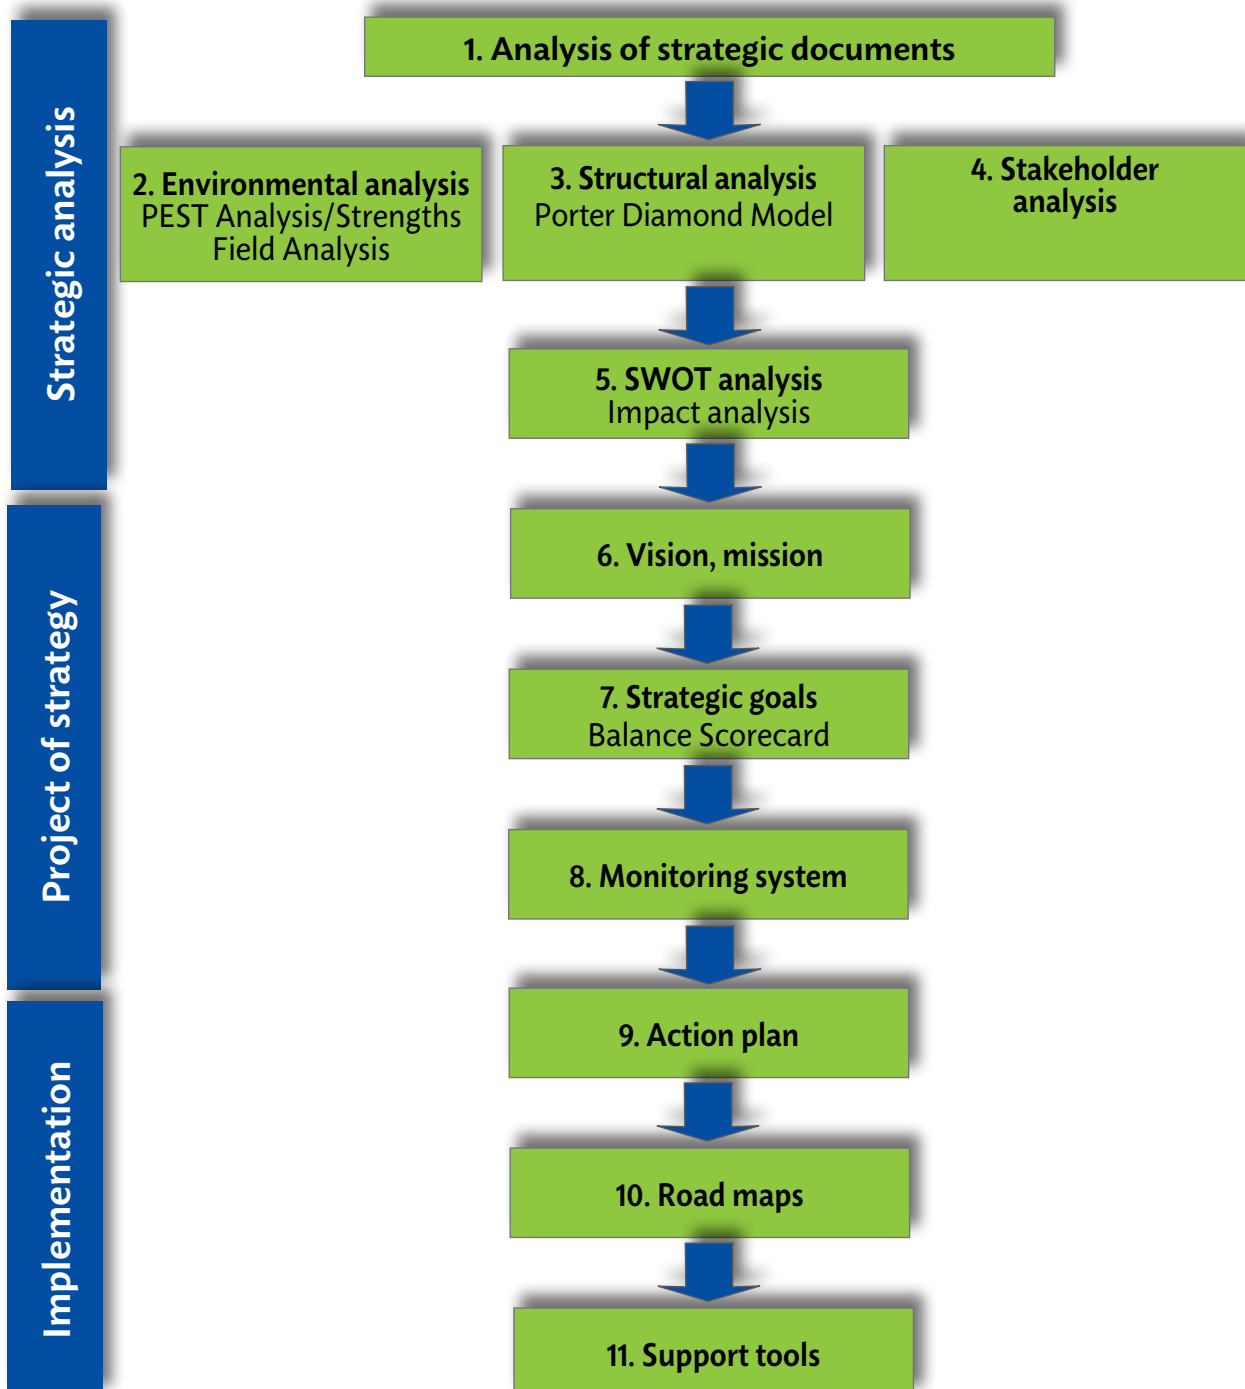 Strategic analysis
1. Analysis of strategic documents
2. Environmental analysis
PEST Analysis/Strengths
Field Analysis
3. Structural analysis
Porter Diamond Model
4. Stakeholder
analysis
5. SWOT analysis
Impact analysis
Project of strategy
6. Vision, mission
7. Strategic goals
Balance Scorecard
8. Monitoring system
Implementation
9. Action plan
10. Road maps
11. Support tools